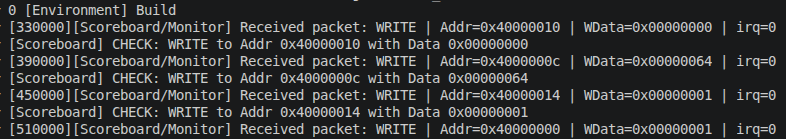 0 [Environment] Build
[330000][Scoreboard/Monitor] Received packet: WRITE | Addr=0x40000010 | WData=0x00000000 | irq=0
[Scoreboard] CHECK: WRITE to Addr 0x40000010 with Data 0x00000000
[390000][Scoreboard/Monitor] Received packet: WRITE | Addr=0x4000000c | WData=0x00000064 | irq=0
[Scoreboard] CHECK: WRITE to Addr 0x4000000c with Data 0x00000064
[450000][Scoreboard/Monitor] Received packet: WRITE | Addr=0x40000014 | WData=0x00000001 | irq=0
[Scoreboard] CHECK: WRITE to Addr 0x40000014 with Data 0x00000001
[510000][Scoreboard/Monitor] Received packet: WRITE | Addr=0x40000000 | WData=0x00000001 | irq=0